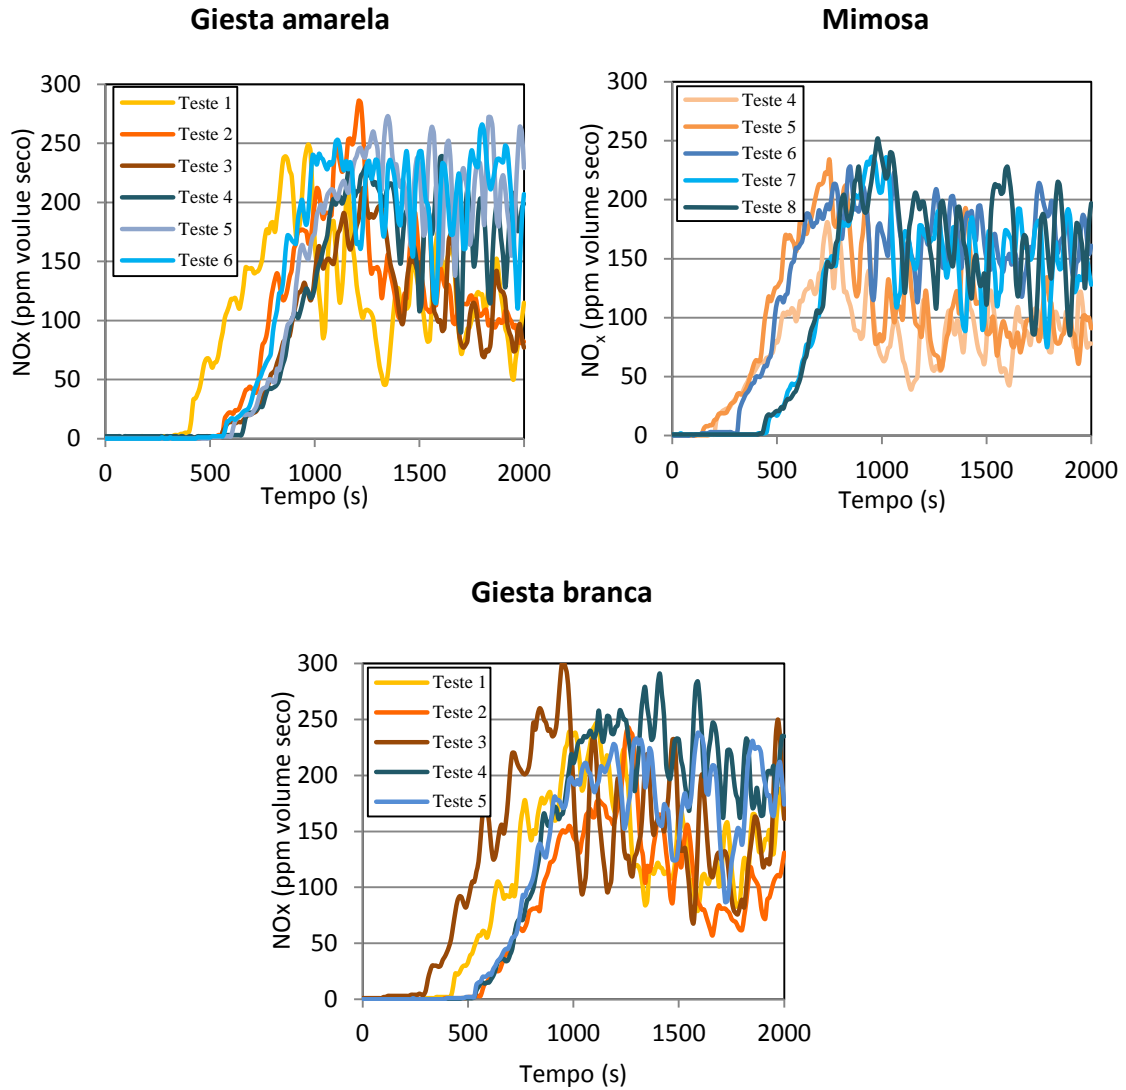 Giesta amarela
300
250
200
150
100
50
0
NOx (ppm voulue seco)
Teste 1
Teste 2
Teste 3
Teste 4
Teste 5
Teste 6
0 500 1000 1500 2000
Tempo (s)
Mimosa
300
250
200
150
100
50
0
NOx (ppm volume seco)
Teste 4
Teste 5
Teste 6
Teste 7
Teste 8
0 500 1000 1500 2000
Tempo (s)
Giesta branca
300
250
200
150
100
50
0
NOx (ppm volume seco)
Teste 1
Teste 2
Teste 3
Teste 4
Teste 5
0 500 1000 1500 2000
Tempo (s)